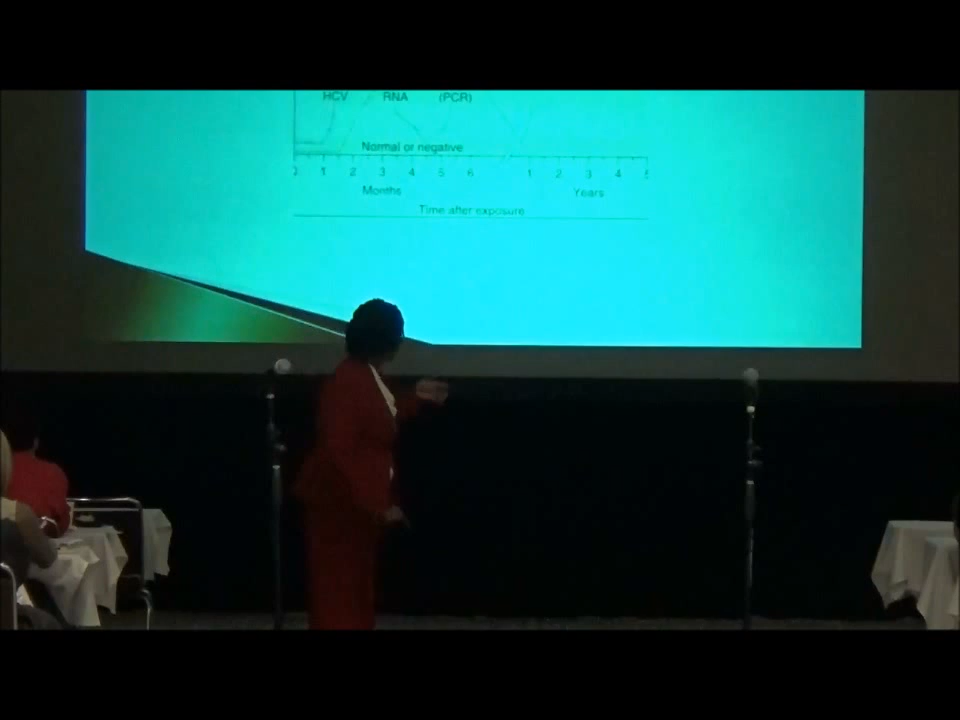 HCV RNA (PCR)
Normal or negative
0 1 2 3 4 5 6 1 2 3 4 5
Months Years
Time after exposure